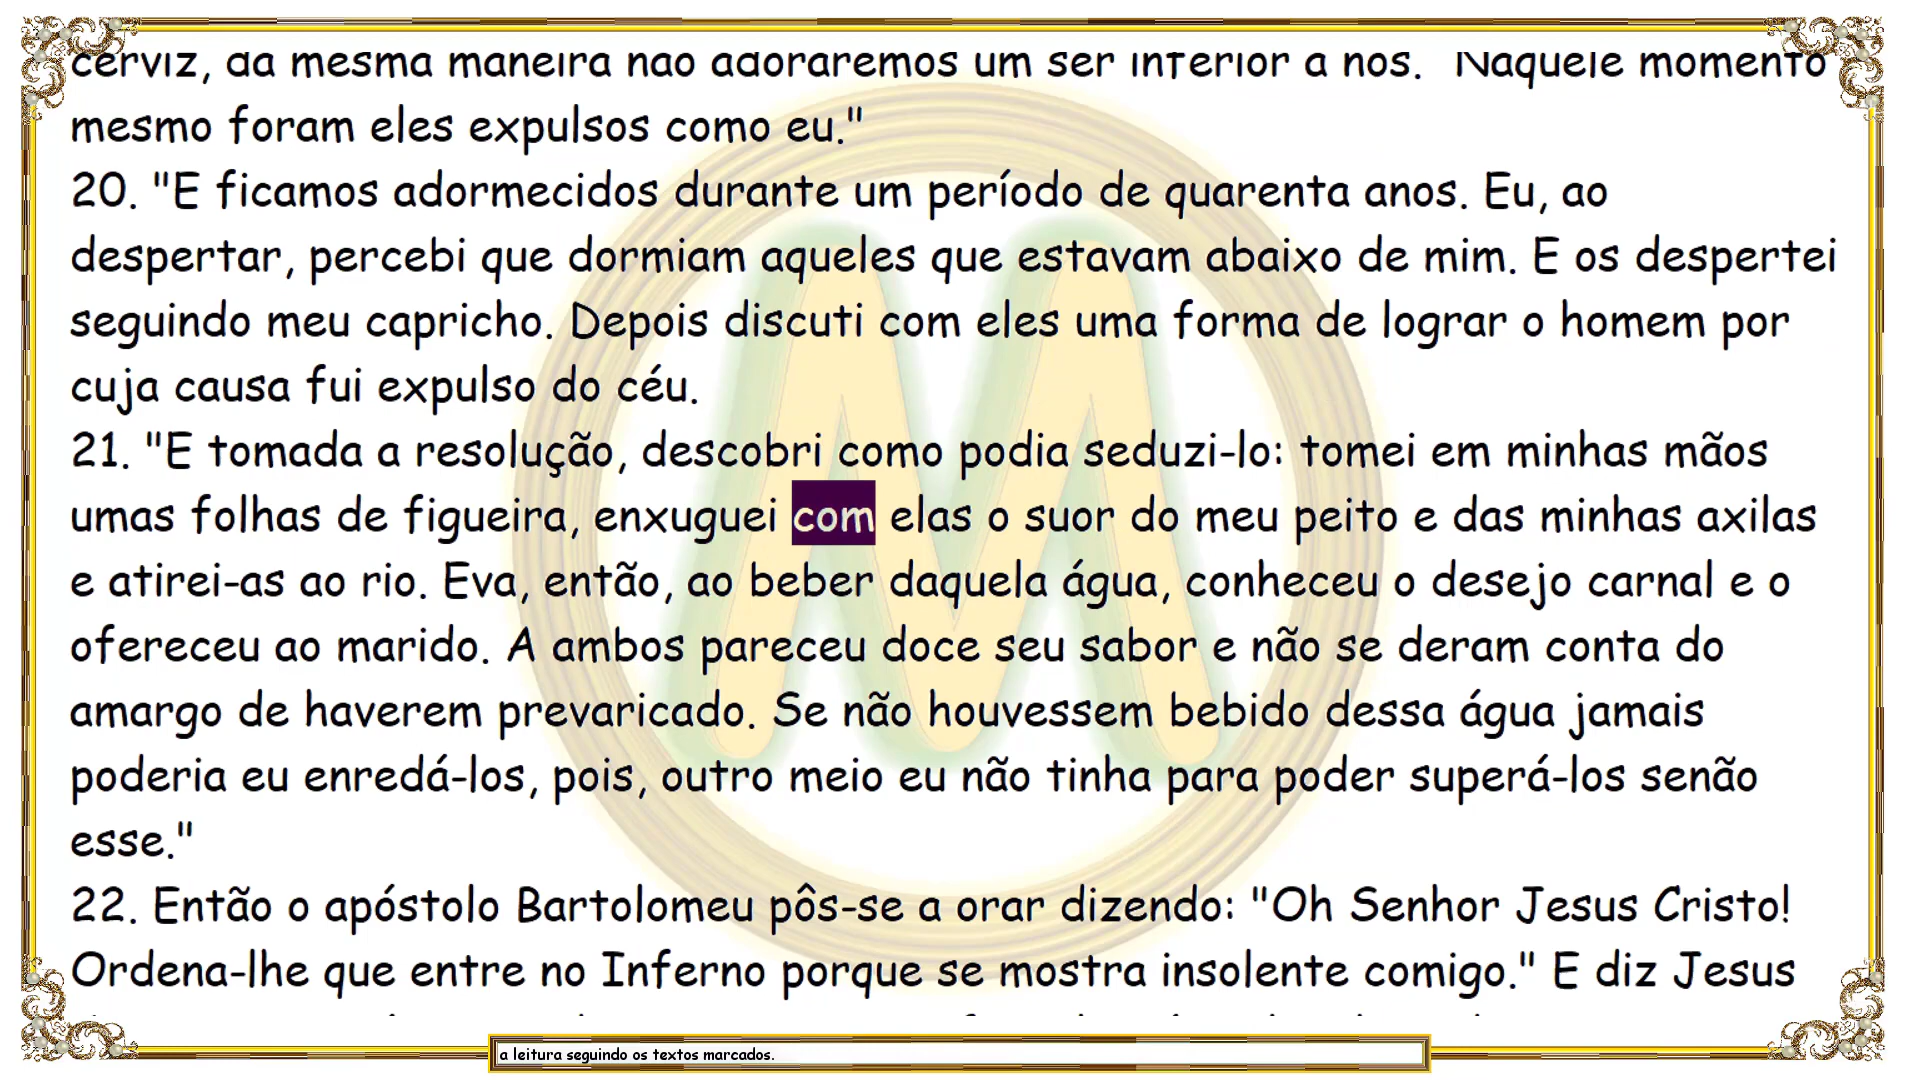 cerviz, da mesma maneira não adoraremos um ser inferior a nós. Naquele momento
mesmo foram eles expulsos como eu."
20. "E ficamos adormecidos durante um período de quarenta anos. Eu, ao
despertar, percebi que dormiam aqueles que estavam abaixo de mim. E os despertei
seguindo meu capricho. Depois discuti com eles uma forma de lograr o homem por
cuja causa fui expulso do céu.
21. "E tomada a resolução, descobri como podia seduzi-lo: tomei em minhas mãos
umas folhas de figueira, enxuguei com elas o suor do meu peito e das minhas axilas
e atirei-as ao rio. Eva, então, ao beber daquela água, conheceu o desejo carnal e o
ofereceu ao marido. A ambos pareceu doce seu sabor e não se deram conta do
amargo de haverem prevaricado. Se não houvessem bebido dessa água jamais
poderia eu enredá-los, pois, outro meio eu não tinha para poder superá-los senão
esse."
22. Então o apóstolo Bartolomeu pôs-se a orar dizendo: "Oh Senhor Jesus Cristo!
Ordena-lhe que entre no Inferno porque se mostra insolente comigo." E diz Jesus
a leitura seguindo os textos marcados.